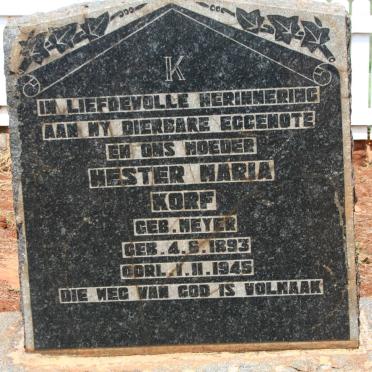 K
IN LIEFDEVOLLE HERINNERING
AAN MY DIERBARE EGGENOTE
EN ONS MOEDER
HESTER MARIA
KORF
GEB. MEYER
GEB. 4.6.1893
OORL. 1.11.1945
DIE WEG VAN GOD IS VOLMAAK